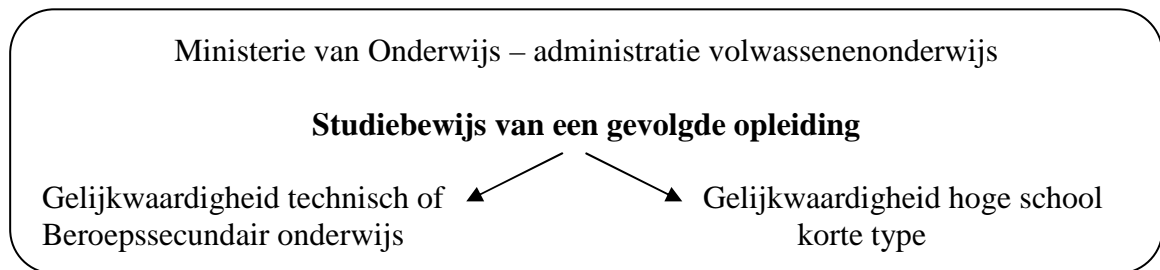 Ministerie van Onderwijs – administratie volwassenenonderwijs
Studiebewijs van een gevolgde opleiding
Gelijkwaardigheid technisch of
Beroepssecundair onderwijs
Gelijkwaardigheid hoge school
korte type